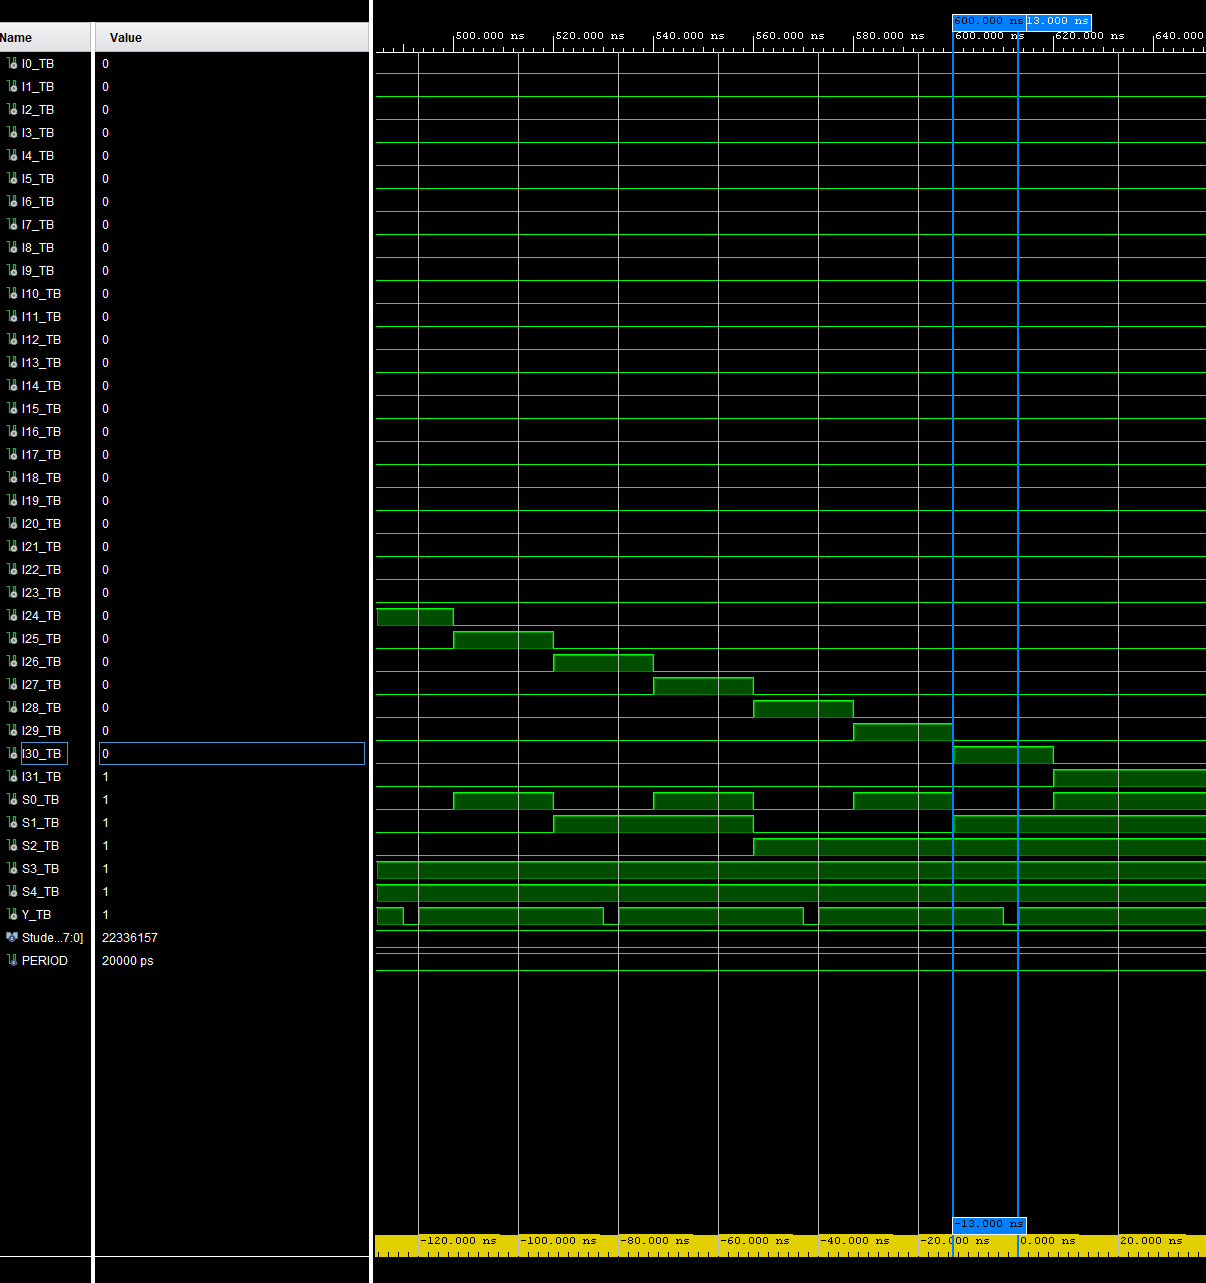 600.000 ns 13.000 ns
Name Value 500.000 ns 520.000 ns 540.000 ns 560.000 ns 580.000 ns 600.000 ns 620.000 ns 640.000
I0_TB 0
I1_TB 0
I2_TB 0
I3_TB 0
I4_TB 0
I5_TB 0
I6_TB 0
I7_TB 0
I8_TB 0
I9_TB 0
I10_TB 0
I11_TB 0
I12_TB 0
I13_TB 0
I14_TB 0
I15_TB 0
I16_TB 0
I17_TB 0
I18_TB 0
I19_TB 0
I20_TB 0
I21_TB 0
I22_TB 0
I23_TB 0
I24_TB 0
I25_TB 0
I26_TB 0
I27_TB 0
I28_TB 0
I29_TB 0
I30_TB 0
I31_TB 1
S0_TB 1
S1_TB 1
S2_TB 1
S3_TB 1
S4_TB 1
Y_TB 1
Stude...7:0] 22336157
PERIOD 20000 ps
-13.000 ns
-120.000 ns -100.000 ns -80.000 ns -60.000 ns -40.000 ns -20.000 ns 0.000 ns 20.000 ns